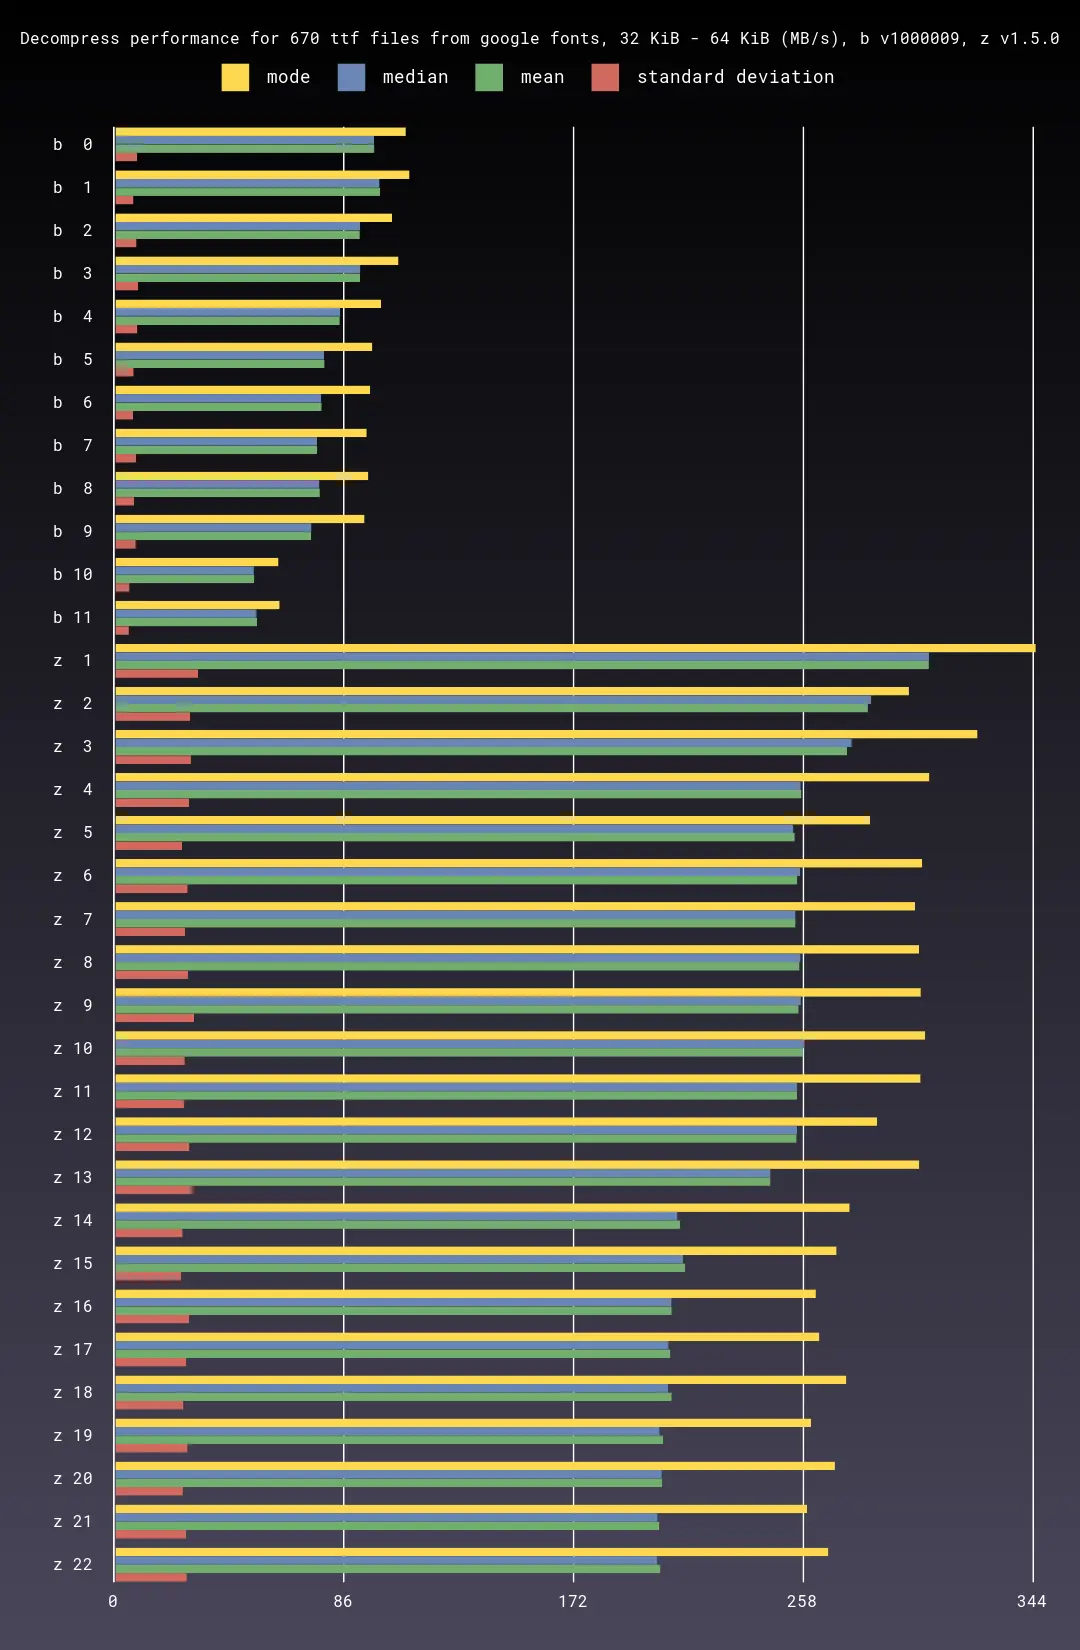 Decompress performance for 670 ttf files from google fonts, 32 KiB - 64 KiB (MB/s), b v1000009, z v1.5.0
mode median mean standard deviation
b 0
b 1
b 2
b 3
b 4
b 5
b 6
b 7
b 8
b 9
b 10
b 11
z 1
z 2
z 3
z 4
z 5
z 6
z 7
z 8
z 9
z 10
z 11
z 12
z 13
z 14
z 15
z 16
z 17
z 18
z 19
z 20
z 21
z 22
0 86 172 258 344